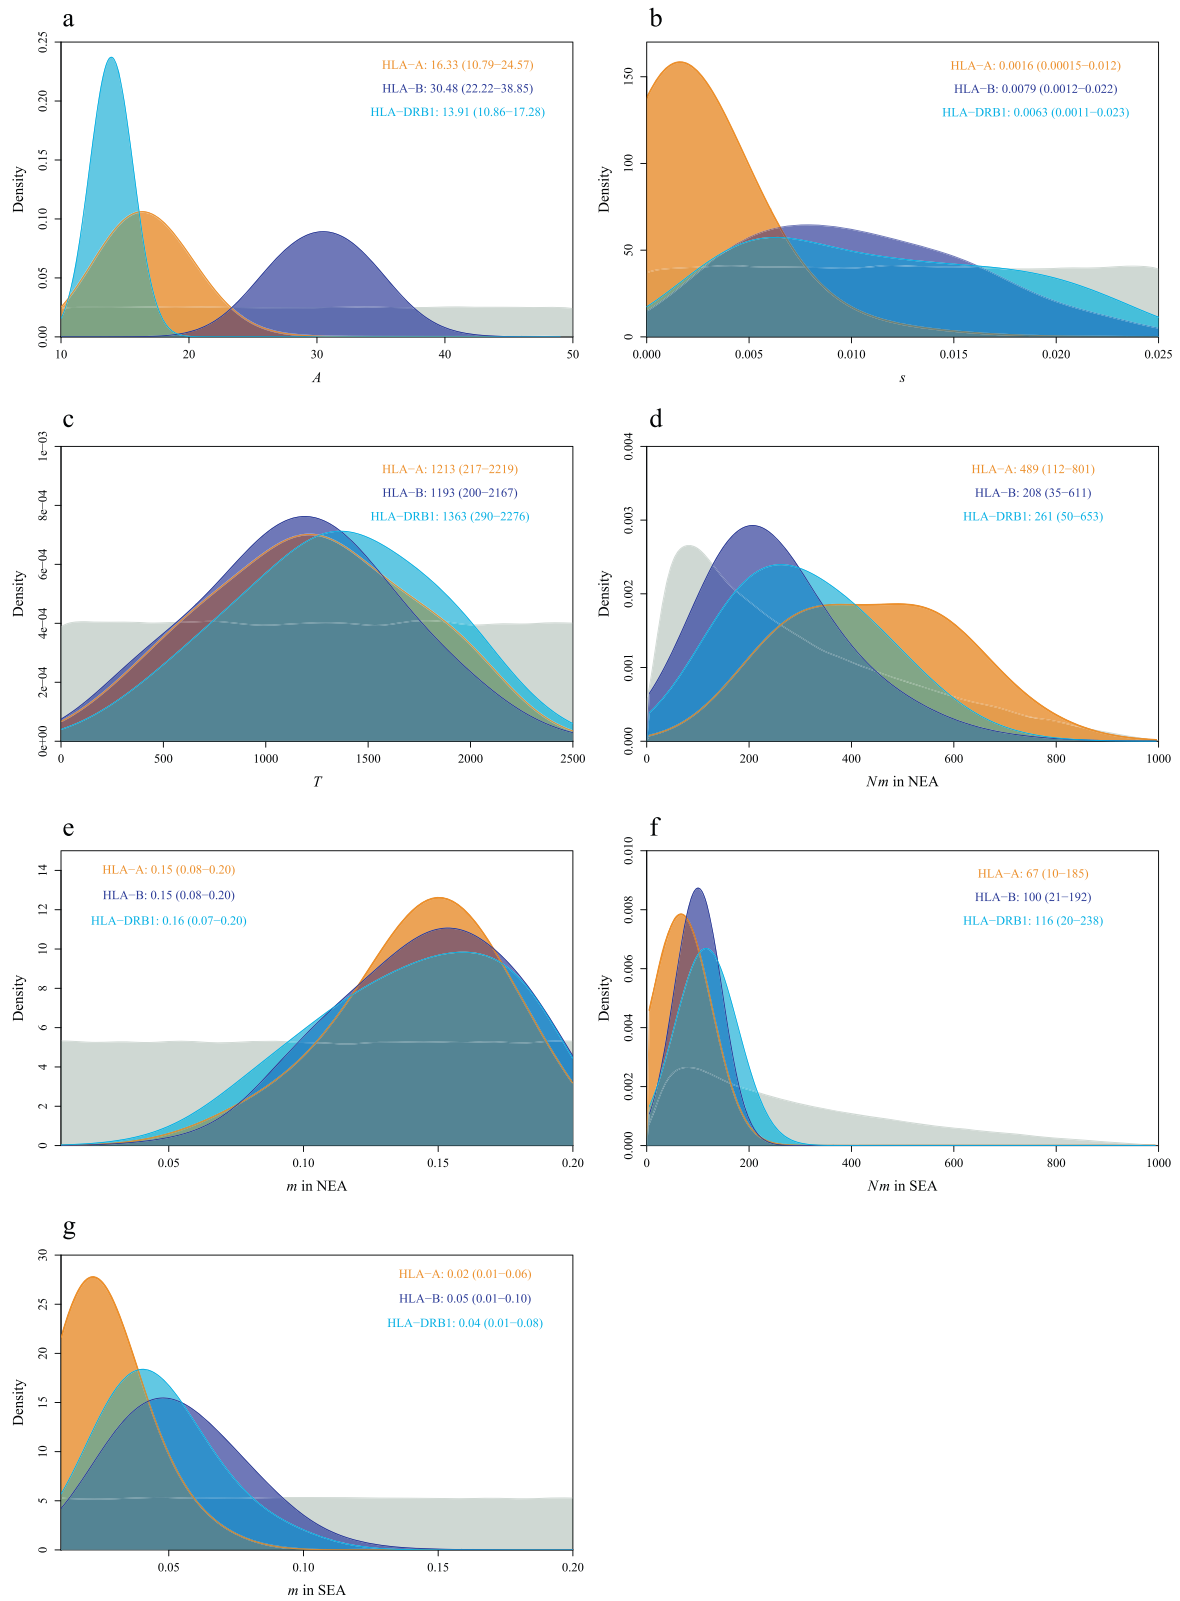 a
0.25
0.20
0.15
0.10
0.05
0.00
Density
HLA−A: 16.33 (10.79−24.57)
HLA−B: 30.48 (22.22−38.85)
HLA−DRB1: 13.91 (10.86−17.28)
10 20 30 40 50
A
b
150
100
50
0
Density
HLA−A: 0.0016 (0.00015−0.012)
HLA−B: 0.0079 (0.0012−0.022)
HLA−DRB1: 0.0063 (0.0011−0.023)
0.000 0.005 0.010 0.015 0.020 0.025
s
c
1e−03
8e−04
6e−04
4e−04
2e−04
0e+00
Density
HLA−A: 1213 (217−2219)
HLA−B: 1193 (200−2167)
HLA−DRB1: 1363 (290−2276)
0 500 1000 1500 2000 2500
T
d
0.004
0.003
0.002
0.001
0.000
Density
HLA−A: 489 (112−801)
HLA−B: 208 (35−611)
HLA−DRB1: 261 (50−653)
0 200 400 600 800 1000
Nm in NEA
e
14
12
10
8
6
4
2
0
Density
HLA−A: 0.15 (0.08−0.20)
HLA−B: 0.15 (0.08−0.20)
HLA−DRB1: 0.16 (0.07−0.20)
0.05 0.10 0.15 0.20
m in NEA
f
0.010
0.008
0.006
0.004
0.002
0.000
Density
HLA−A: 67 (10−185)
HLA−B: 100 (21−192)
HLA−DRB1: 116 (20−238)
0 200 400 600 800 1000
Nm in SEA
g
30
25
20
15
10
5
0
Density
HLA−A: 0.02 (0.01−0.06)
HLA−B: 0.05 (0.01−0.10)
HLA−DRB1: 0.04 (0.01−0.08)
0.05 0.10 0.15 0.20
m in SEA